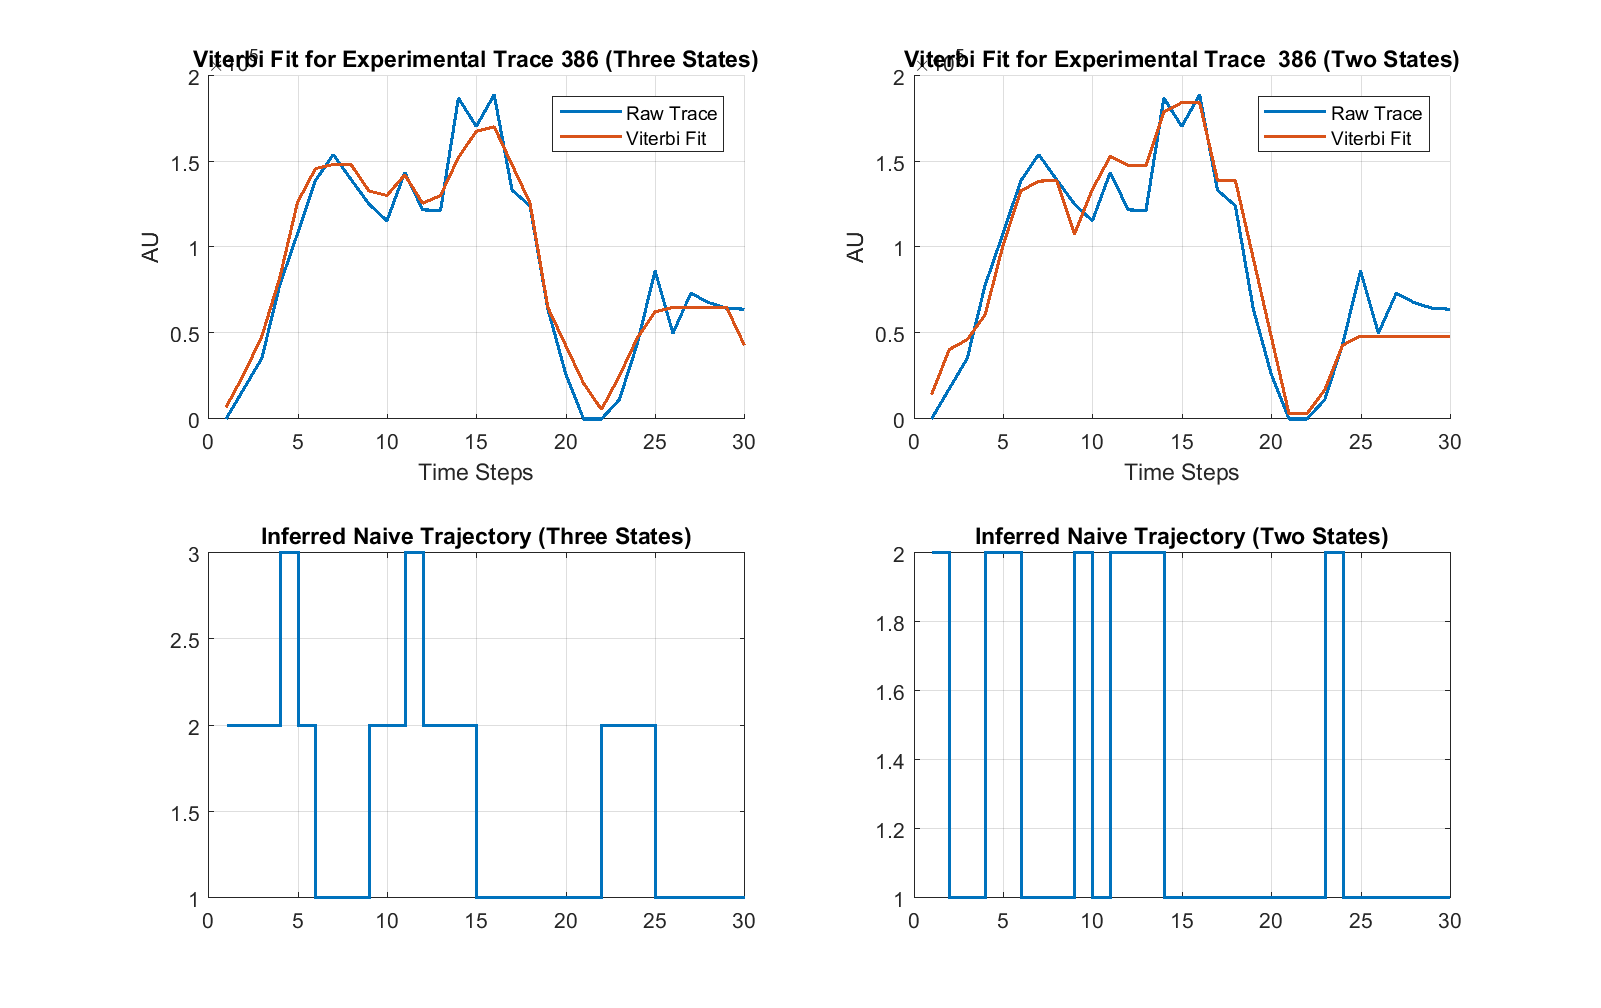 Viterbi Fit for Experimental Trace 386 (Three States)
×10^5
2
1.5
1
0.5
0
AU
Raw Trace
Viterbi Fit
0 5 10 15 20 25 30
Time Steps
Viterbi Fit for Experimental Trace  386 (Two States)
×10^5
2
1.5
1
0.5
0
AU
Raw Trace
Viterbi Fit
0 5 10 15 20 25 30
Time Steps
Inferred Naive Trajectory (Three States)
3
2.5
2
1.5
1
0 5 10 15 20 25 30
Inferred Naive Trajectory (Two States)
2
1.8
1.6
1.4
1.2
1
0 5 10 15 20 25 30